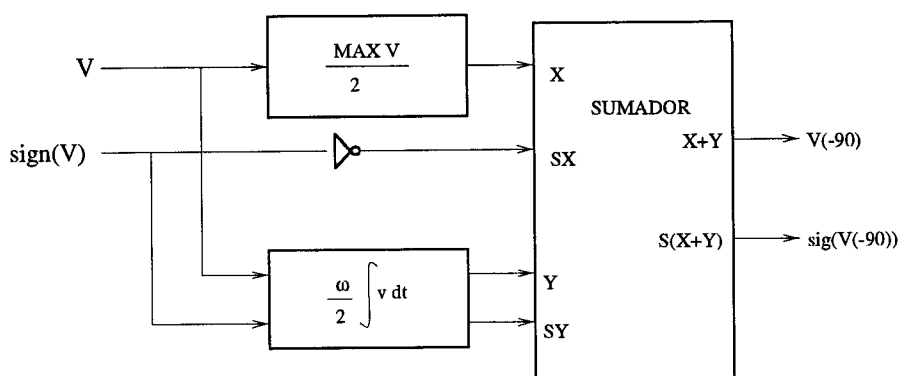 MAX V
2
V
X
SUMADOR
X+Y
V(-90)
sign(V)
SX
S(X+Y)
sig(V(-90))
ω
2
∫ v dt
Y
SY